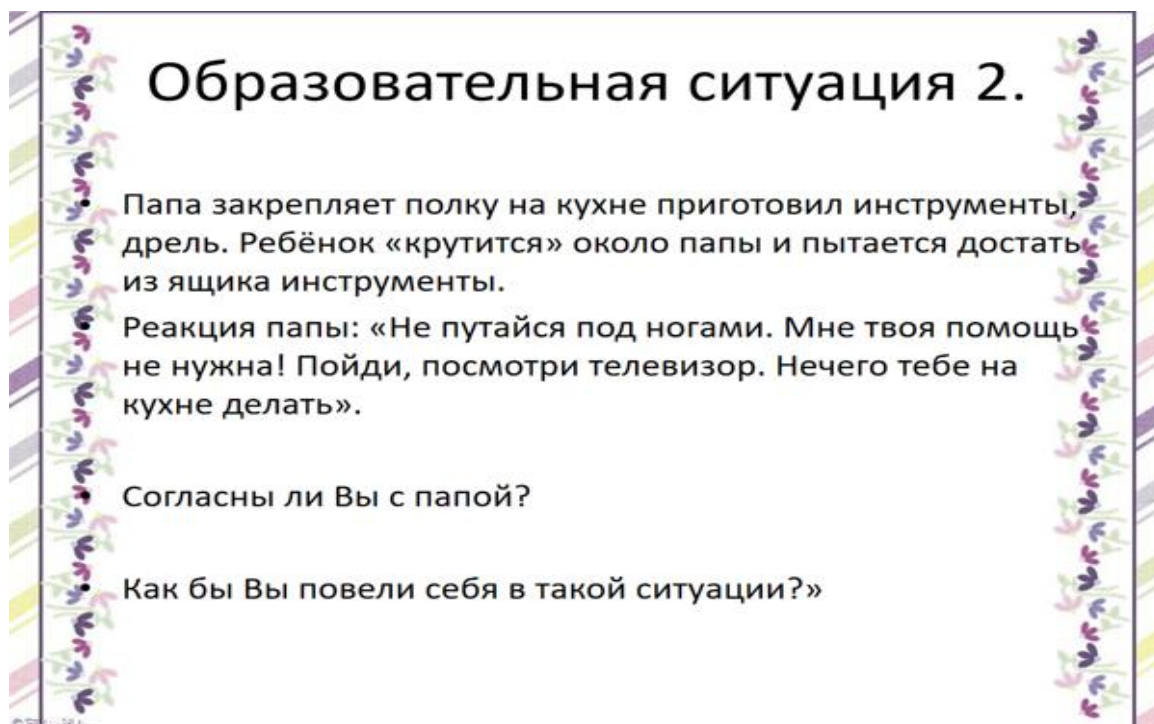 Образовательная ситуация 2.
• Папа закрепляет полку на кухне приготовил инструменты,
дрель. Ребёнок «крутится» около папы и пытается достать
из ящика инструменты.
• Реакция папы: «Не путайся под ногами. Мне твоя помощь
не нужна! Пойди, посмотри телевизор. Нечего тебе на
кухне делать».
• Согласны ли Вы с папой?
• Как бы Вы повели себя в такой ситуации?»